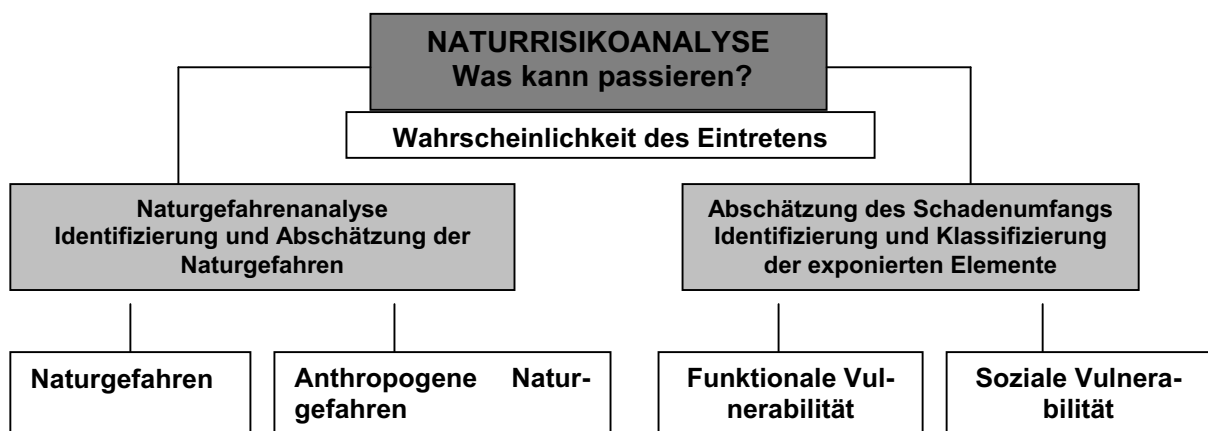 NATURRISIKOANALYSE
Was kann passieren?
Wahrscheinlichkeit des Eintretens
Naturgefahrenanalyse
Identifizierung und Abschätzung der
Naturgefahren
Abschätzung des Schadenumfangs
Identifizierung und Klassifizierung
der exponierten Elemente
Naturgefahren
Anthropogene Natur-
gefahren
Funktionale Vul-
nerabilität
Soziale Vulnera-
bilität